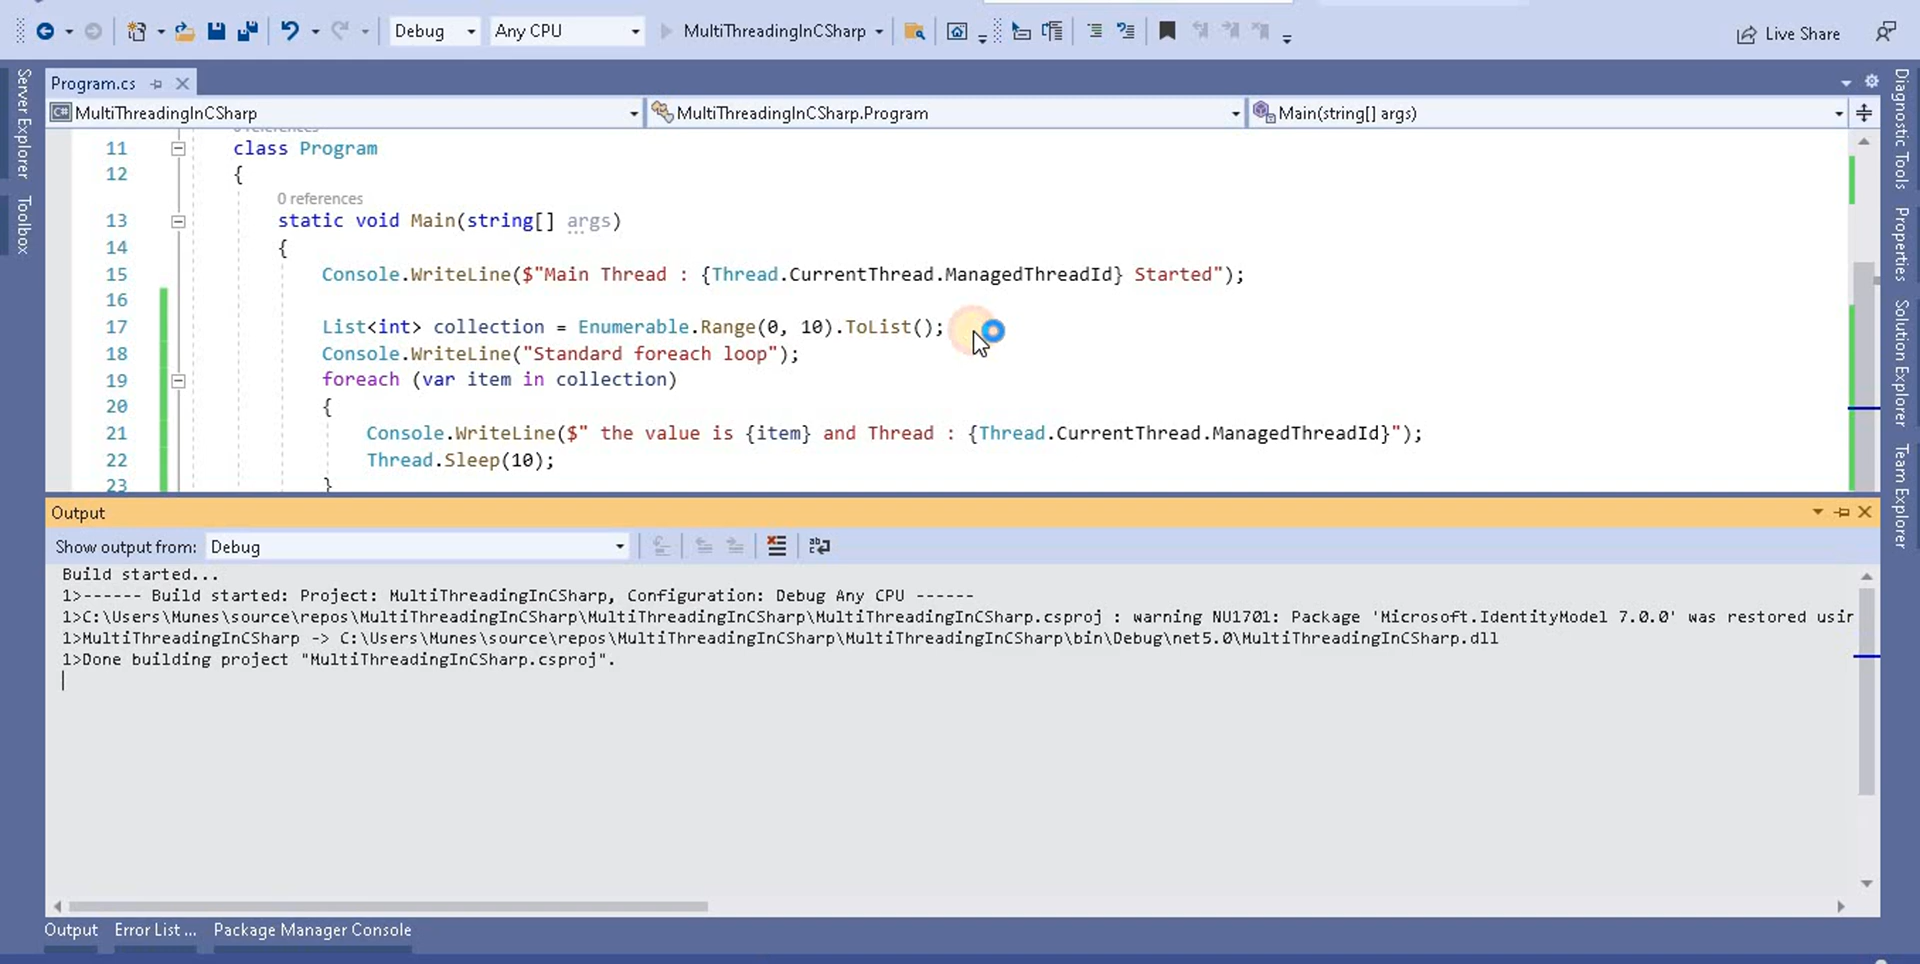 Debug Any CPU MultiThreadingInCSharp Live Share
Program.cs
MultiThreadingInCSharp MultiThreadingInCSharp.Program Main(string[] args)
Server Explorer
Toolbox
11 class Program
12 {
0 references
13 static void Main(string[] args)
14 {
15 Console.WriteLine($"Main Thread : {Thread.CurrentThread.ManagedThreadId} Started");
16
17 List<int> collection = Enumerable.Range(0, 10).ToList();
18 Console.WriteLine("Standard foreach loop");
19 foreach (var item in collection)
20 {
21 Console.WriteLine($" the value is {item} and Thread : {Thread.CurrentThread.ManagedThreadId}");
22 Thread.Sleep(10);
23 }
Diagnostic Tools
Properties
Solution Explorer
Team Explorer
Output
Show output from: Debug
Build started...
1>------ Build started: Project: MultiThreadingInCSharp, Configuration: Debug Any CPU ------
1>C:\Users\Munes\source\repos\MultiThreadingInCSharp\MultiThreadingInCSharp\MultiThreadingInCSharp.csproj : warning NU1701: Package 'Microsoft.IdentityModel 7.0.0' was restored usin
1>MultiThreadingInCSharp -> C:\Users\Munes\source\repos\MultiThreadingInCSharp\MultiThreadingInCSharp\bin\Debug\net5.0\MultiThreadingInCSharp.dll
1>Done building project "MultiThreadingInCSharp.csproj".
Output Error List ... Package Manager Console